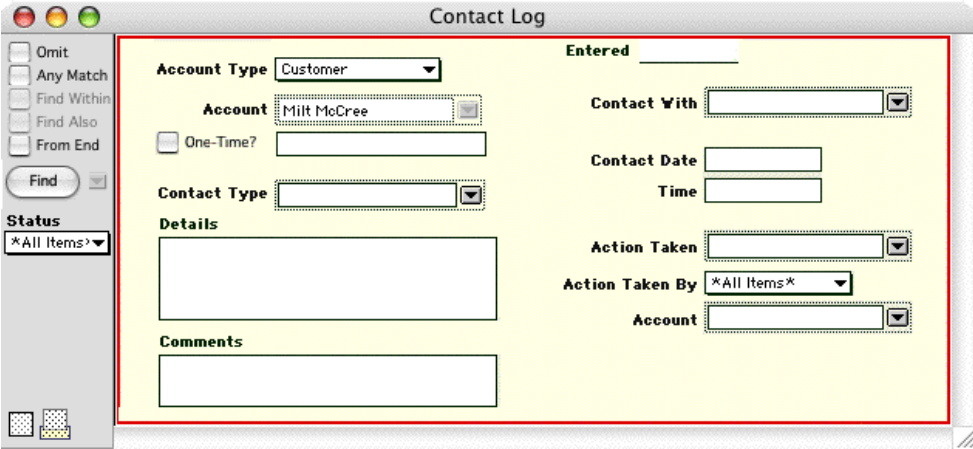 Contact Log
Omit
Any Match
Find Within
Find Also
From End
Find
Status
*All Items*
Account Type Customer
Account Milt McCree
One-Time?
Contact Type
Details
Comments
Entered
Contact With
Contact Date
Time
Action Taken
Action Taken By *All Items*
Account